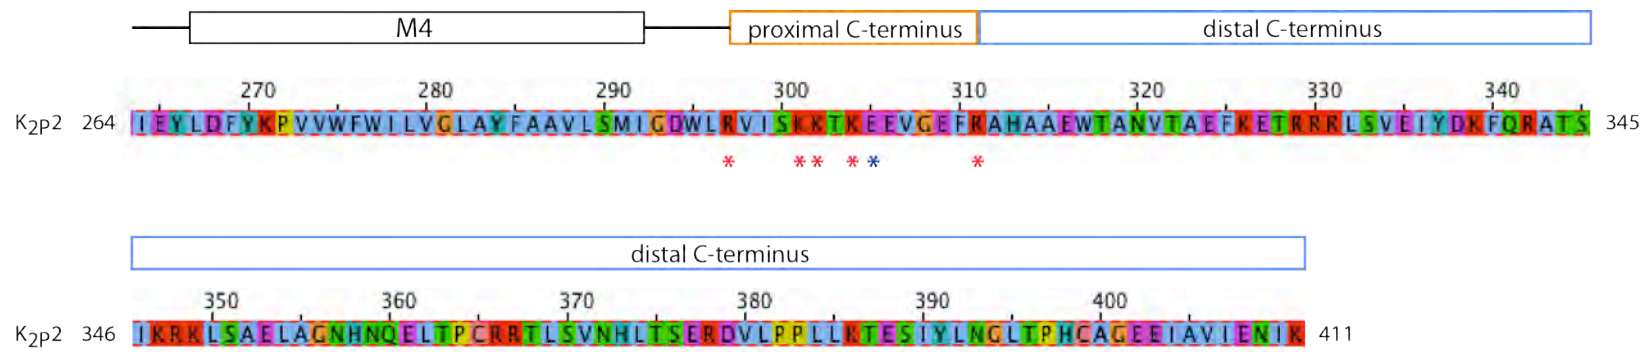 M4 proximal C-terminus distal C-terminus
270 280 290 300 310 320 330 340
K2p2 264 IEYLDFYKPVVWFWILVGLAYFAAVLSMIGDWLRVISKKTKEEVGEFRAHAAEWTANVTAEFKETRRRLSVEIYDKFQRATS 345
* * * * * *
distal C-terminus
350 360 370 380 390 400
K2p2 346 IKRKLSAELAGNHNQELTPCRRTLSVNHLTSERDVLPPLLKTESIYLNGLTPHCAGEEIAVIENIK 411